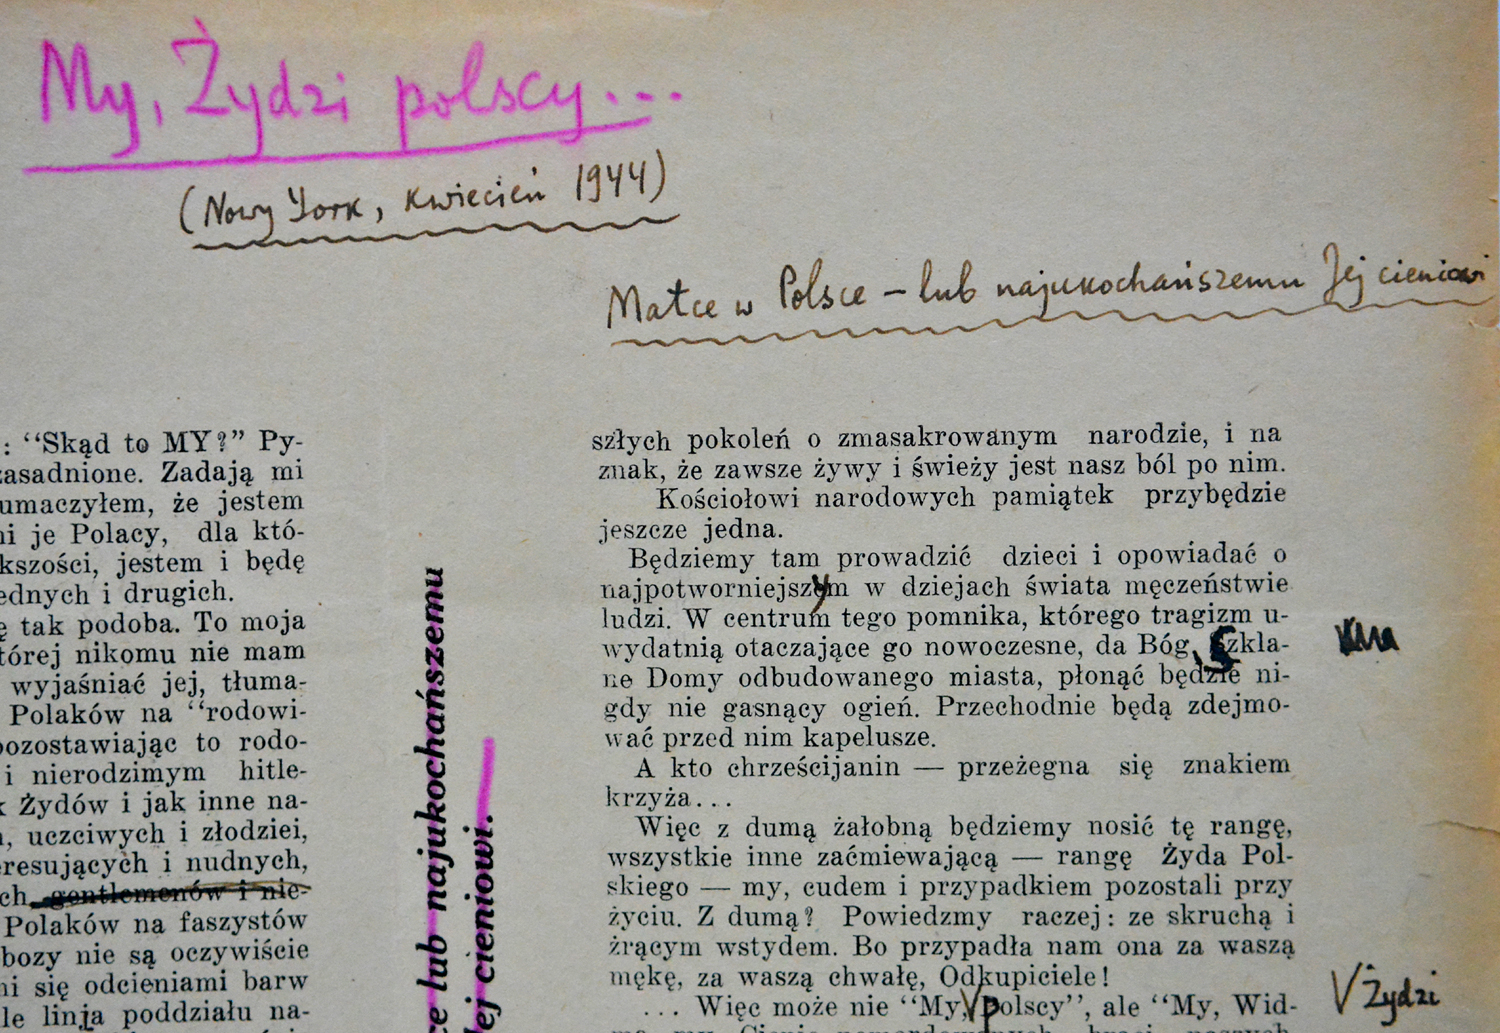 My, Żydzi polscy...
(Nowy York, kwiecień 1944)
Matce w Polsce – lub najukochańszemu Jej cieniowi
: “Skąd to MY?” Py-
zasadnione. Zadają mi
umaczyłem, że jestem
ni je Polacy, dla któ-
kszości, jestem i będę
ednych i drugich.
ę tak podoba. To moja
tórej nikomu nie mam
wyjaśniać jej, tłuma-
Polaków na “rodowi-
pozostawiając to rodo-
i nierodzimym hitle-
k Żydów i jak inne na-
, uczciwych i złodziei,
eresujących i nudnych,
ch gentlemenów i nie-
Polaków na faszystów
bozy nie są oczywiście
ni się odcieniami barw
le linja poddziału na-
ce lub najukochańszemu
Jej cieniowi.
szłych pokoleń o zmasakrowanym narodzie, i na
znak, że zawsze żywy i świeży jest nasz ból po nim.
Kościołowi narodowych pamiątek przybędzie
jeszcze jedna.
Będziemy tam prowadzić dzieci i opowiadać o
najpotworniejszym w dziejach świata męczeństwie
ludzi. W centrum tego pomnika, którego tragizm u-
wydatnią otaczające go nowoczesne, da Bóg, szkla-
ne Domy odbudowanego miasta, płonąć będzie ni-
gdy nie gasnący ogień. Przechodnie będą zdejmo-
wać przed nim kapelusze.
A kto chrześcijanin — przeżegna się znakiem
krzyża...
Więc z dumą żałobną będziemy nosić tę rangę,
wszystkie inne zaćmiewającą — rangę Żyda Pol-
skiego — my, cudem i przypadkiem pozostali przy
życiu. Z dumą? Powiedzmy raczej: ze skruchą i
żrącym wstydem. Bo przypadła nam ona za waszą
mękę, za waszą chwałę, Odkupiciele!
... Więc może nie “My, polscy”, ale “My, Wid-
V Żydzi